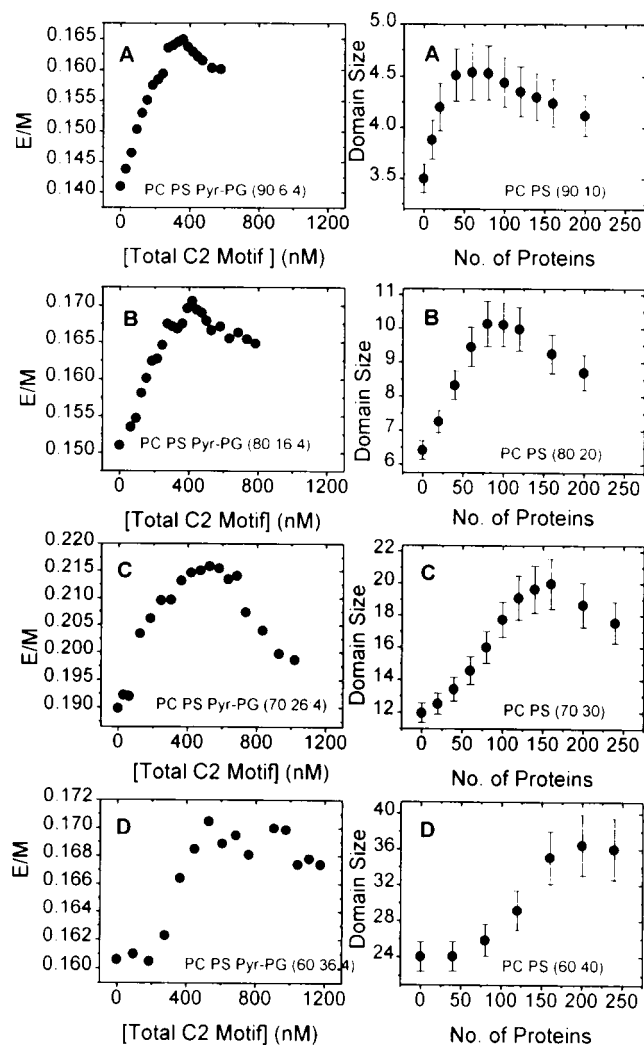 A
E/M
0.165
0.160
0.155
0.150
0.145
0.140
PC PS Pyr-PG (90 6 4)
0 400 800 1200
[Total C2 Motif ] (nM)
A
Domain Size
5.0
4.5
4.0
3.5
PC PS (90 10)
0 50 100 150 200 250
No. of Proteins
B
E/M
0.170
0.165
0.160
0.155
0.150
PC PS Pyr-PG (80 16 4)
0 400 800 1200
[Total C2 Motif] (nM)
B
Domain Size
11
10
9
8
7
6
PC PS (80 20)
0 50 100 150 200 250
No. of Proteins
C
E/M
0.220
0.215
0.210
0.205
0.200
0.195
0.190
PC PS Pyr-PG (70 26 4)
0 400 800 1200
[Total C2 Motif] (nM)
C
Domain Size
22
20
18
16
14
12
PC PS (70 30)
0 50 100 150 200 250
No. of Proteins
D
E/M
0.172
0.170
0.168
0.166
0.164
0.162
0.160
PC PS Pyr-PG (60 36.4)
0 400 800 1200
[Total C2 Motif] (nM)
D
Domain Size
36
32
28
24
PC PS (60 40)
0 50 100 150 200 250
No. of Proteins